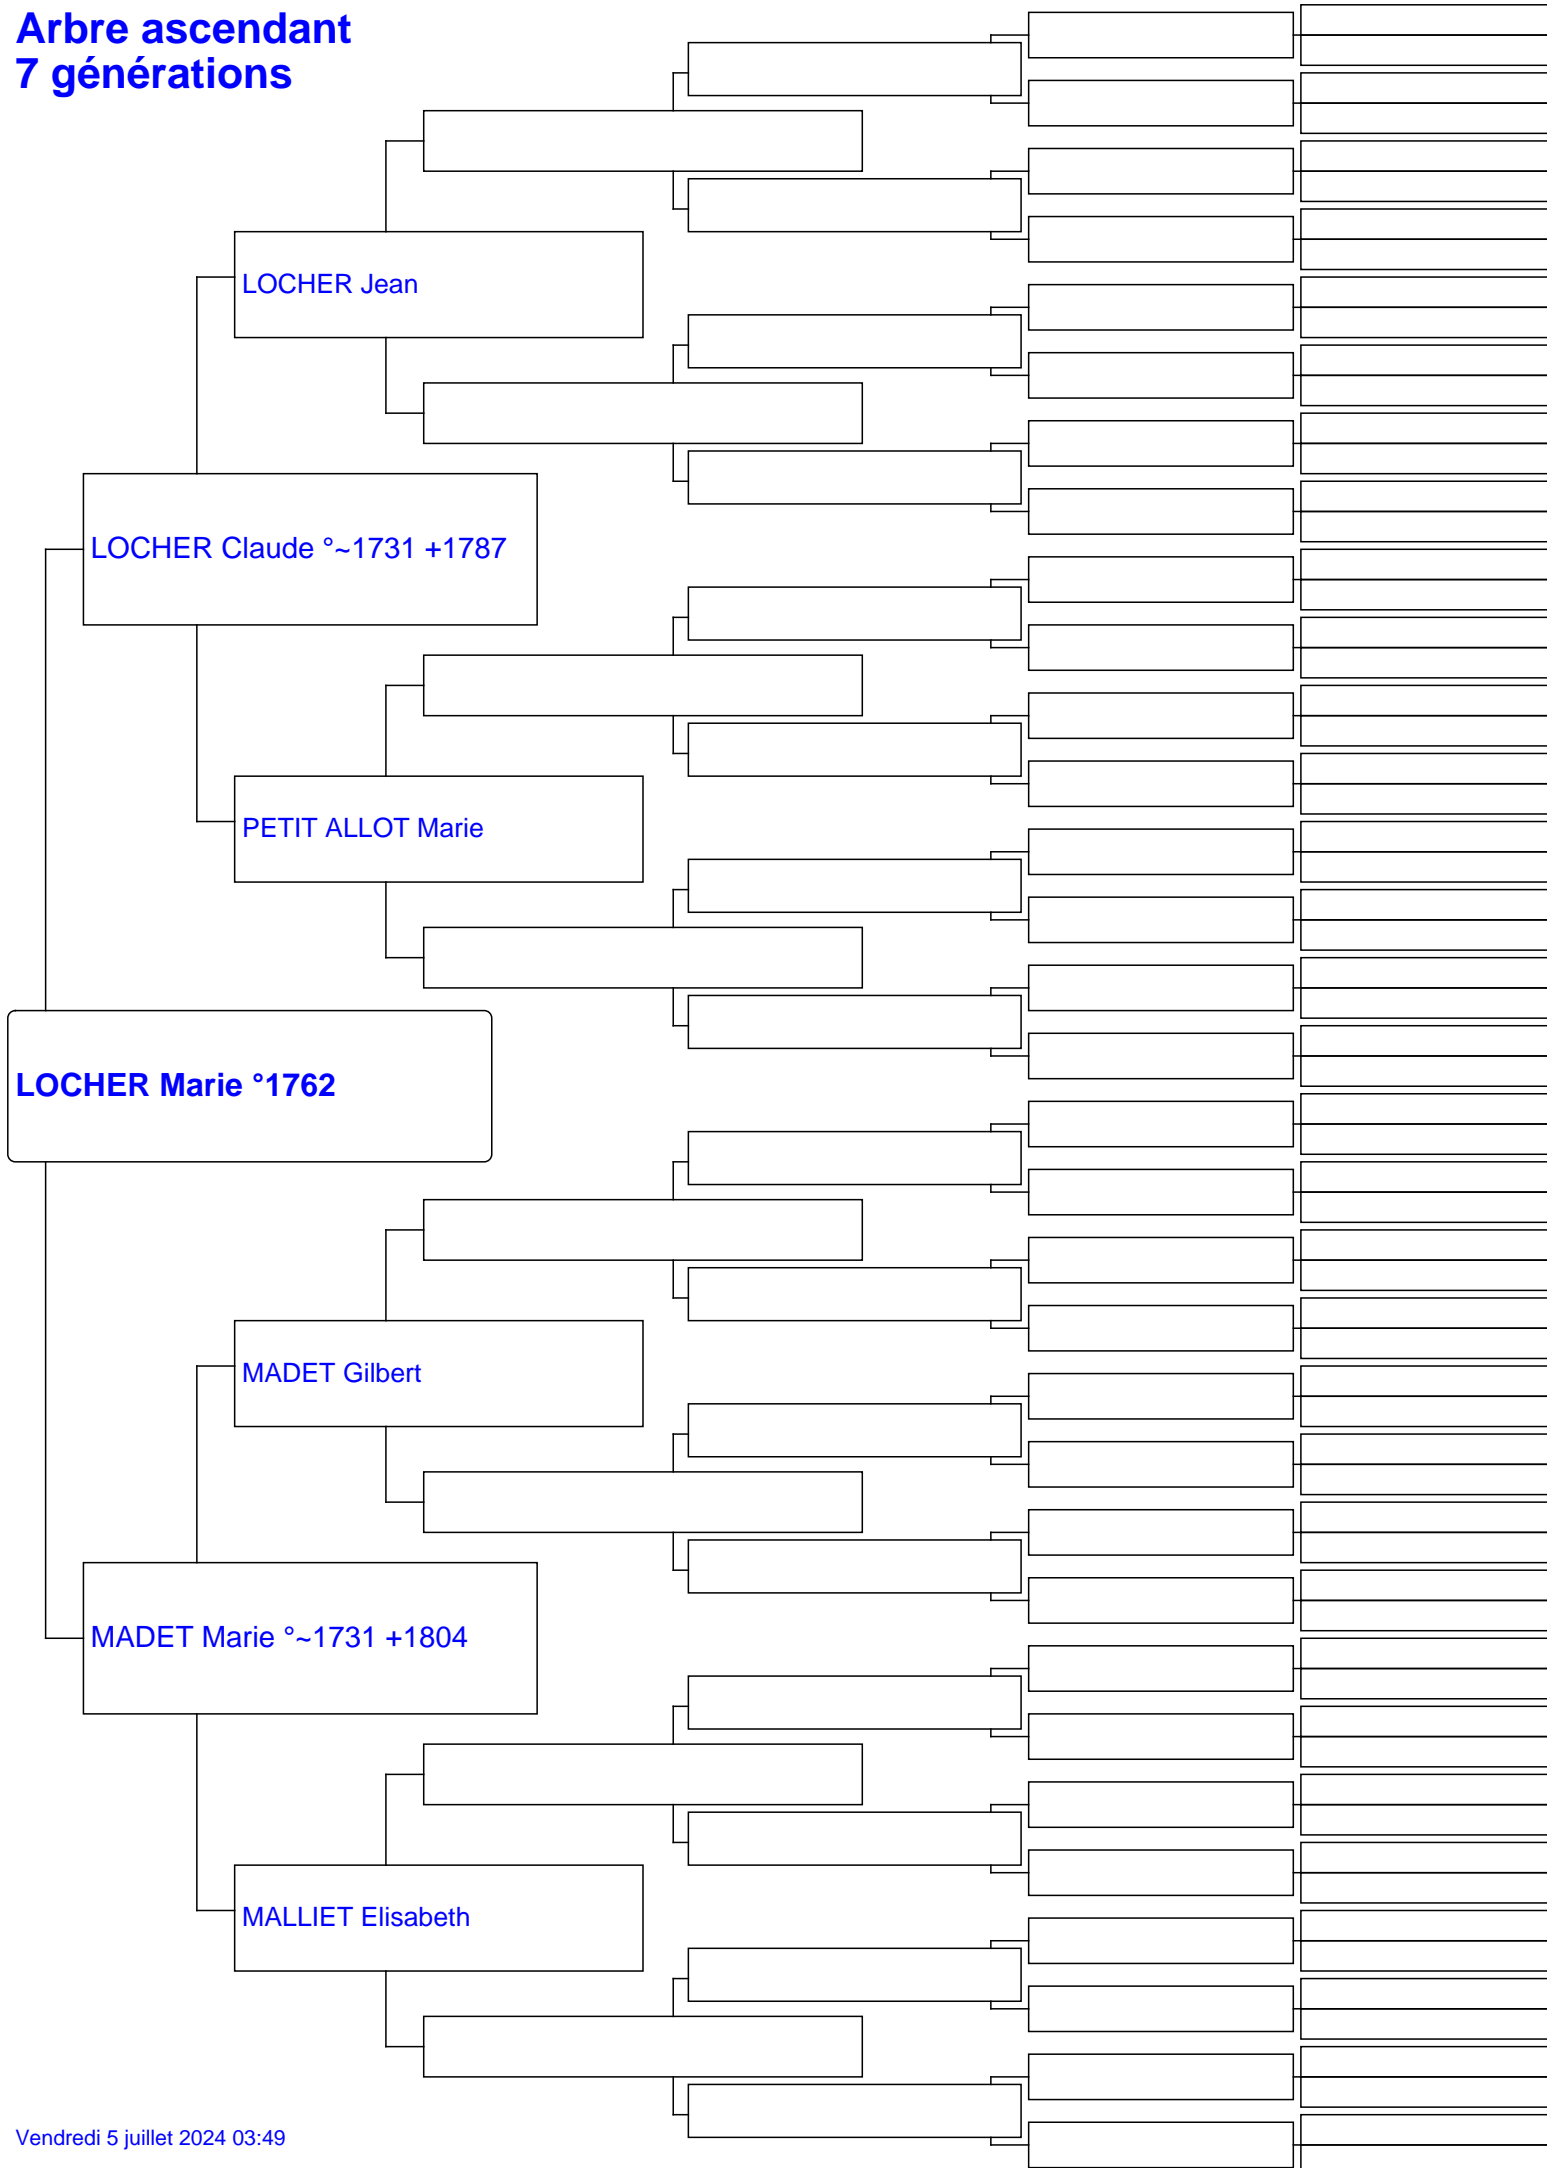 Arbre ascendant
7 générations
LOCHER Jean
LOCHER Claude °~1731 +1787
PETIT ALLOT Marie
LOCHER Marie °1762
MADET Gilbert
MADET Marie °~1731 +1804
MALLIET Elisabeth
Vendredi 5 juillet 2024 03:49